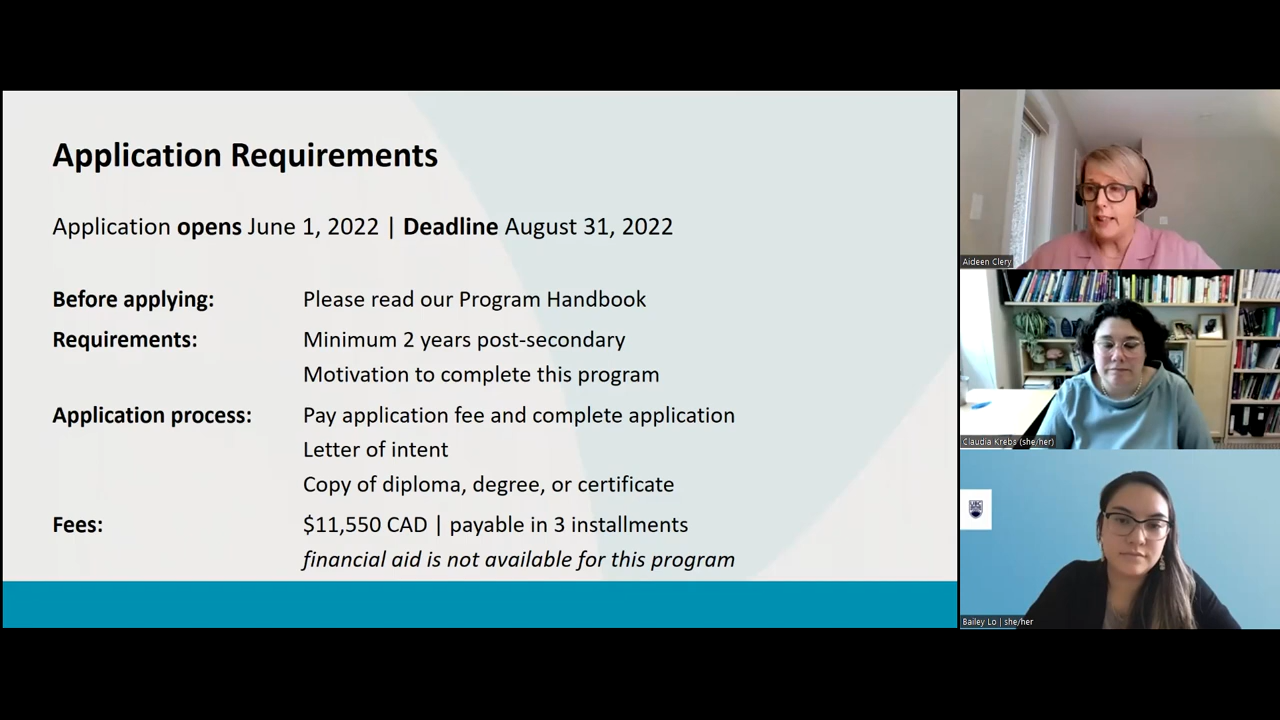 Application Requirements
Application opens June 1, 2022 | Deadline August 31, 2022
Before applying: Please read our Program Handbook
Requirements: Minimum 2 years post-secondary
Motivation to complete this program
Application process: Pay application fee and complete application
Letter of intent
Copy of diploma, degree, or certificate
Fees: $11,550 CAD | payable in 3 installments
financial aid is not available for this program
Aideen Clery
Claudia Krebs (she/her)
UBC
Bailey Lo | she/her